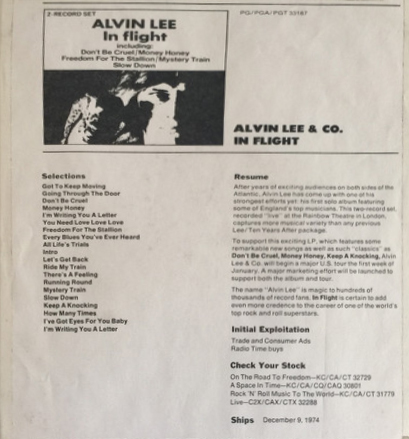 2-RECORD SET
PG/PGA/PGT 33187
ALVIN LEE
In flight
including:
Don't Be Cruel/Money Honey
Freedom For The Stallion/Mystery Train
Slow Down
ALVIN LEE & CO.
IN FLIGHT
Selections
Got To Keep Moving
Going Through The Door
Don't Be Cruel
Money Honey
I'm Writing You A Letter
You Need Love Love Love
Freedom For The Stallion
Every Blues You've Ever Heard
All Life's Trials
Intro
Let's Get Back
Ride My Train
There's A Feeling
Running Round
Mystery Train
Slow Down
Keep A Knocking
How Many Times
I've Got Eyes For You Baby
I'm Writing You A Letter
Resume
After years of exciting audiences on both sides of the
Atlantic, Alvin Lee has come up with one of his
strongest efforts yet: his first solo album featuring
some of England's top musicians. This two record set,
recorded "live" at the Rainbow Theatre in London,
captures more musical variety than any previous
Lee/Ten Years After package.
To support this exciting LP, which features some
remarkable new songs as well as such "classics" as
Don't Be Cruel, Money Honey, Keep A Knocking, Alvin
Lee & Co. will begin a major U.S. tour the first week of
January. A major marketing effort will be launched to
support both the album and tour.
The name "Alvin Lee" is magic to hundreds of
thousands of record fans. In Flight is certain to add
even more credence to the career of one of the world's
top rock and roll superstars.
Initial Exploitation
Trade and Consumer Ads
Radio Time buys
Check Your Stock
On The Road To Freedom—KC/CA/CT 32729
A Space In Time—KC/CA/CQ/CAQ 30801
Rock 'N' Roll Music To The World—KC/CA/CT 31779
Live—C2X/CAX/CTX 32288
Ships December 9, 1974